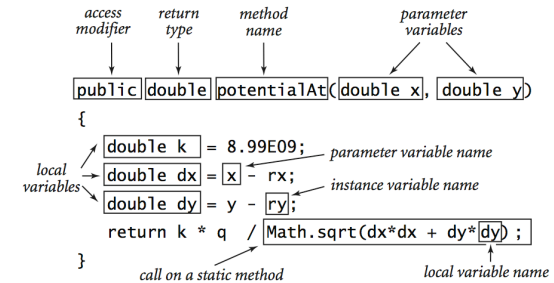 access modifier
return type
method name
parameter variables
public double potentialAt(double x, double y)
{
double k = 8.99E09;
double dx = x - rx;
double dy = y - ry;
return k * q / Math.sqrt(dx*dx + dy*dy) ;
}
local variables
parameter variable name
instance variable name
call on a static method
local variable name